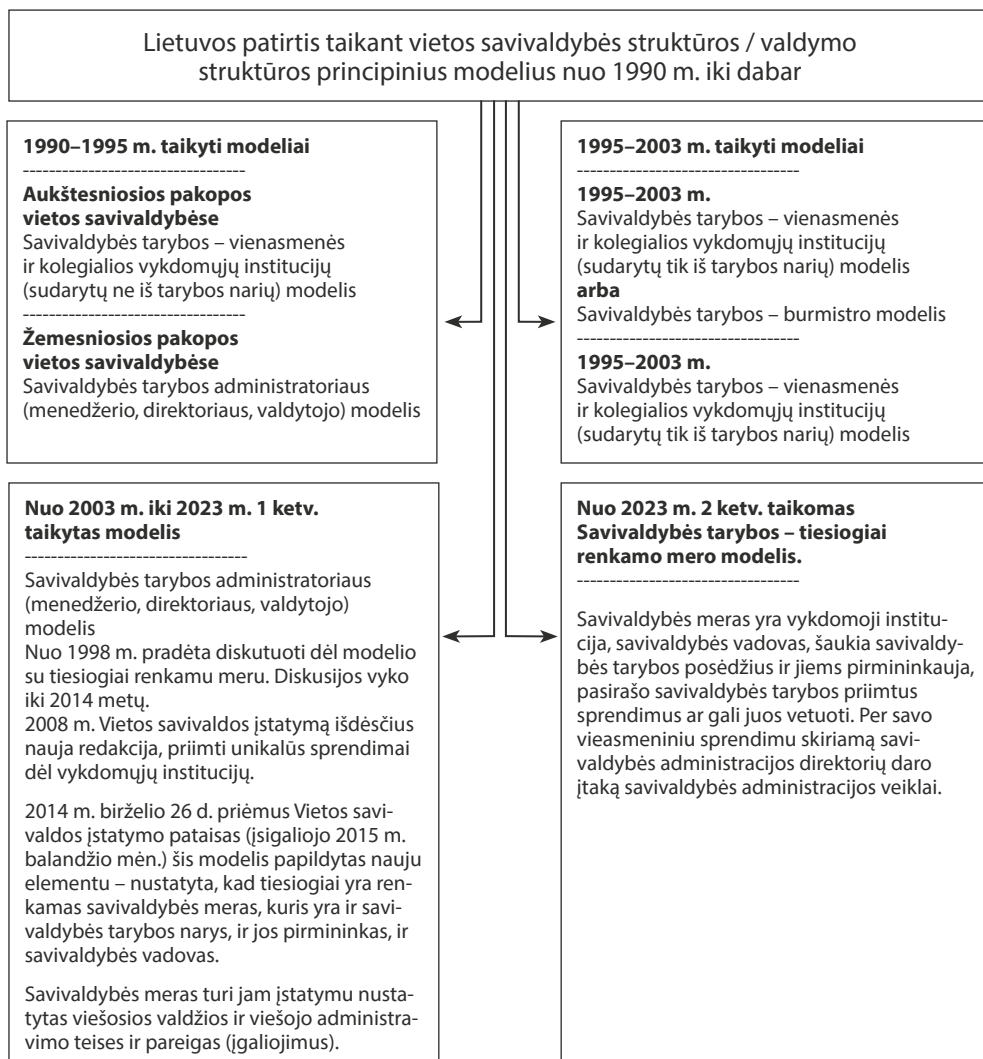 Lietuvos patirtis taikant vietos savivaldybės struktūros / valdymo
struktūros principinius modelius nuo 1990 m. iki dabar
1990–1995 m. taikyti modeliai
----------------------------------
Aukštesniosios pakopos
vietos savivaldybėse
Savivaldybės tarybos – vienasmenės
ir kolegialios vykdomųjų institucijų
(sudarytų ne iš tarybos narių) modelis
----------------------------------
Žemesniosios pakopos
vietos savivaldybėse
Savivaldybės tarybos administratoriaus
(menedžerio, direktoriaus, valdytojo) modelis
1995–2003 m. taikyti modeliai
----------------------------------
1995–2003 m.
Savivaldybės tarybos – vienasmenės
ir kolegialios vykdomųjų institucijų
(sudarytų tik iš tarybos narių) modelis
arba
Savivaldybės tarybos – burmistro modelis
----------------------------------
1995–2003 m.
Savivaldybės tarybos – vienasmenės
ir kolegialios vykdomųjų institucijų
(sudarytų tik iš tarybos narių) modelis
Nuo 2003 m. iki 2023 m. 1 ketv.
taikytas modelis
----------------------------------
Savivaldybės tarybos administratoriaus
(menedžerio, direktoriaus, valdytojo)
modelis
Nuo 1998 m. pradėta diskutuoti dėl modelio
su tiesiogiai renkamu meru. Diskusijos vyko
iki 2014 metų.
2008 m. Vietos savivaldos įstatymą išdėsčius
nauja redakcija, priimti unikalūs sprendimai
dėl vykdomųjų institucijų.
2014 m. birželio 26 d. priėmus Vietos savi-
valdos įstatymo pataisas (įsigaliojo 2015 m.
balandžio mėn.) šis modelis papildytas nauju
elementu – nustatyta, kad tiesiogiai yra ren-
kamas savivaldybės meras, kuris yra ir savi-
valdybės tarybos narys, ir jos pirmininkas, ir
savivaldybės vadovas.
Savivaldybės meras turi jam įstatymu nusta-
tytas viešosios valdžios ir viešojo administra-
vimo teises ir pareigas (įgaliojimus).
Nuo 2023 m. 2 ketv. taikomas
Savivaldybės tarybos – tiesiogiai
renkamo mero modelis.
----------------------------------
Savivaldybės meras yra vykdomoji institu-
cija, savivaldybės vadovas, šaukia savivaldy-
bės tarybos posėdžius ir jiems pirmininkauja,
pasirašo savivaldybės tarybos priimtus
sprendimus ar gali juos vetuoti. Per savo
vieasmeniniu sprendimu skiriamą savi-
valdybės administracijos direktorių daro
įtaką savivaldybės administracijos veiklai.